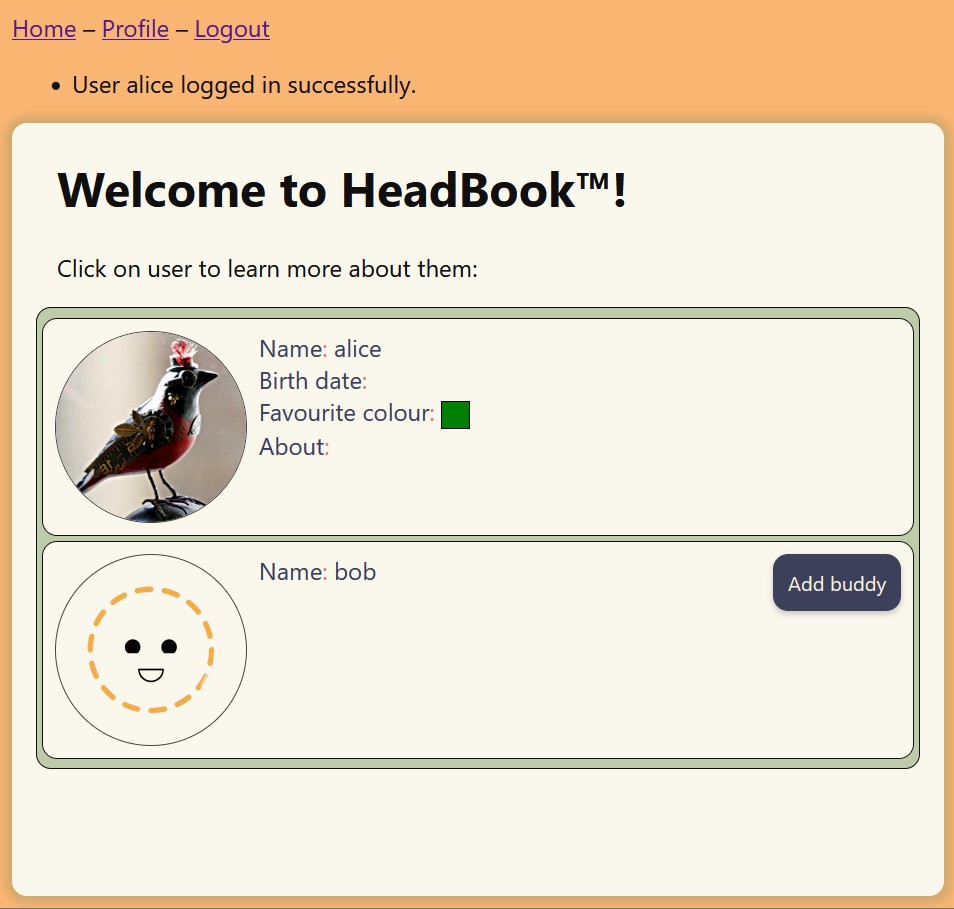 Home – Profile – Logout
User alice logged in successfully.
Welcome to HeadBook™!
Click on user to learn more about them:
Name: alice
Birth date:
Favourite colour:
About:
Name: bob
Add buddy